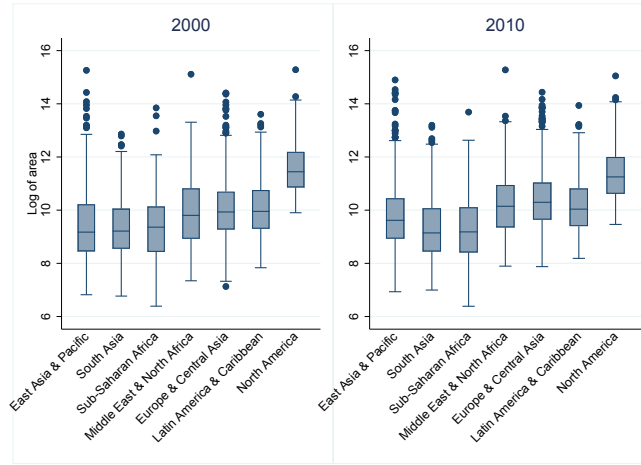 2000
16
14
12
10
8
6
Log of area
East Asia & Pacific
South Asia
Sub-Saharan Africa
Middle East & North Africa
Europe & Central Asia
Latin America & Caribbean
North America
2010
16
14
12
10
8
6
Log of area
East Asia & Pacific
South Asia
Sub-Saharan Africa
Middle East & North Africa
Europe & Central Asia
Latin America & Caribbean
North America